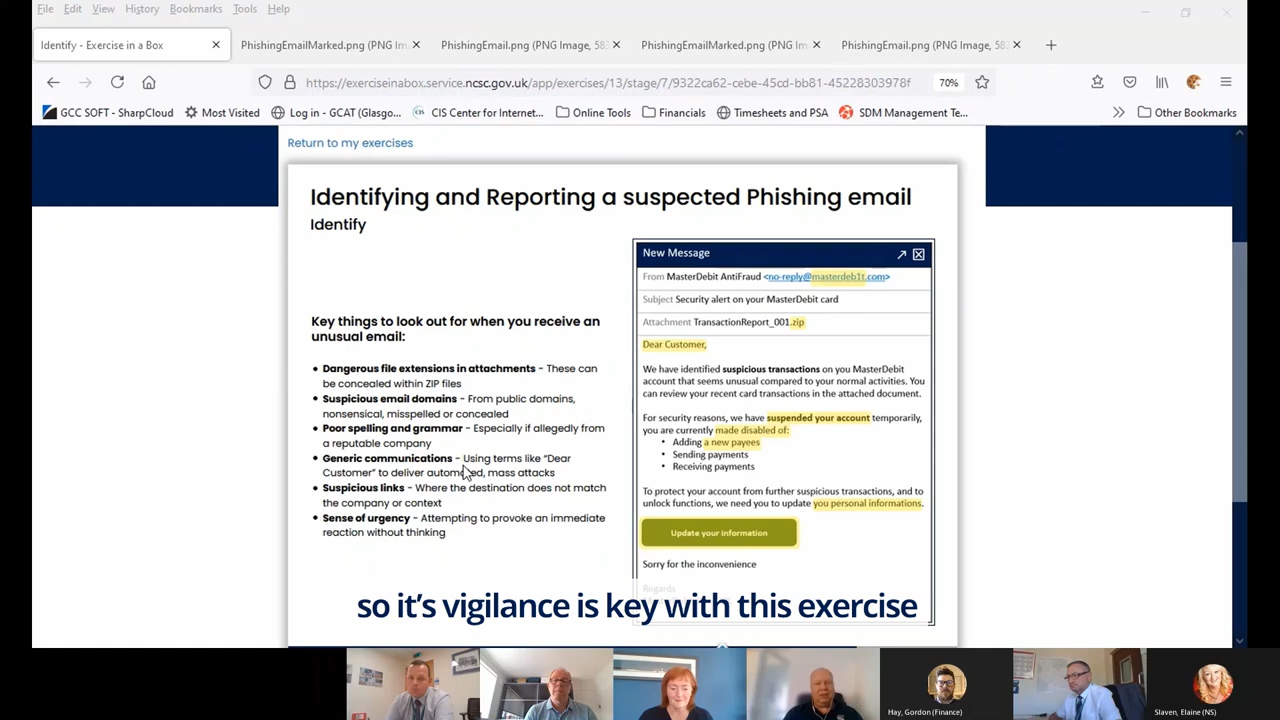 File Edit View History Bookmarks Tools Help
Identify - Exercise in a Box
PhishingEmailMarked.png (PNG Im
PhishingEmail.png (PNG Image, 583
PhishingEmailMarked.png (PNG Im
PhishingEmail.png (PNG Image, 583
https://exerciseinabox.service.ncsc.gov.uk/app/exercises/13/stage/7/9322ca62-cebe-45cd-bb81-45228303978f
70%
GCC SOFT - SharpCloud
Most Visited
Log in - GCAT (Glasgo...
CIS Center for Internet...
Online Tools
Financials
Timesheets and PSA
SDM Management Te...
Other Bookmarks
Return to my exercises
Identifying and Reporting a suspected Phishing email
Identify
Key things to look out for when you receive an
unusual email:
• Dangerous file extensions in attachments - These can
be concealed within ZIP files
• Suspicious email domains - From public domains,
nonsensical, misspelled or concealed
• Poor spelling and grammar - Especially if allegedly from
a reputable company
• Generic communications - Using terms like "Dear
Customer" to deliver automated, mass attacks
• Suspicious links - Where the destination does not match
the company or context
• Sense of urgency - Attempting to provoke an immediate
reaction without thinking
New Message
From MasterDebit AntiFraud <no-reply@masterdeb1t.com>
Subject Security alert on your MasterDebit card
Attachment TransactionReport_001.zip
Dear Customer,
We have identified suspicious transactions on you MasterDebit
account that seems unusual compared to your normal activities. You
can review your recent card transactions in the attached document.
For security reasons, we have suspended your account temporarily,
you are currently made disabled of:
• Adding a new payees
• Sending payments
• Receiving payments
To protect your account from further suspicious transactions, and to
unlock functions, we need you to update you personal informations.
Update your information
Sorry for the inconvenience
Regards
so it's vigilance is key with this exercise
Hay, Gordon (Finance)
Slaven, Elaine (NS)